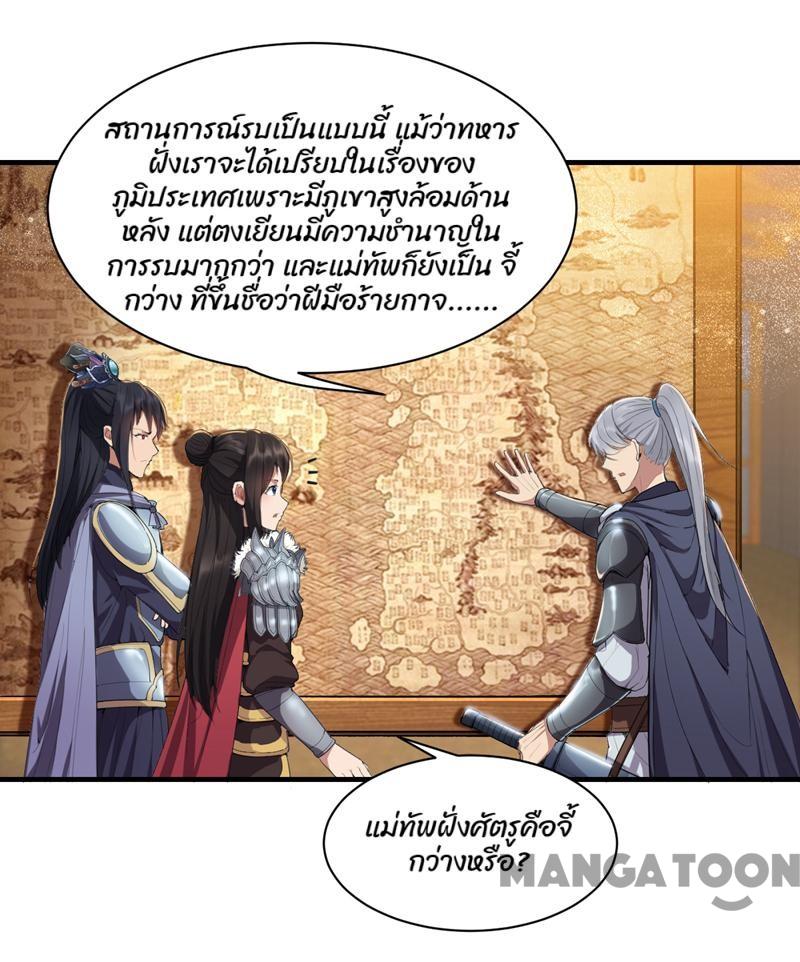 สถานการณ์รบเป็นแบบนี้ แม้ว่าทหาร
ฝั่งเราจะได้เปรียบในเรื่องของ
ภูมิประเทศเพราะมีภูเขาสูงล้อมด้าน
หลัง แต่ตงเยียนมีความชำนาญใน
การรบมากกว่า และแม่ทัพก็ยังเป็น จี้
กว่าง ที่ขึ้นชื่อว่าฝีมือร้ายกาจ......
แม่ทัพฝั่งศัตรูคือจี้
กว่างหรือ?
MANGATOON